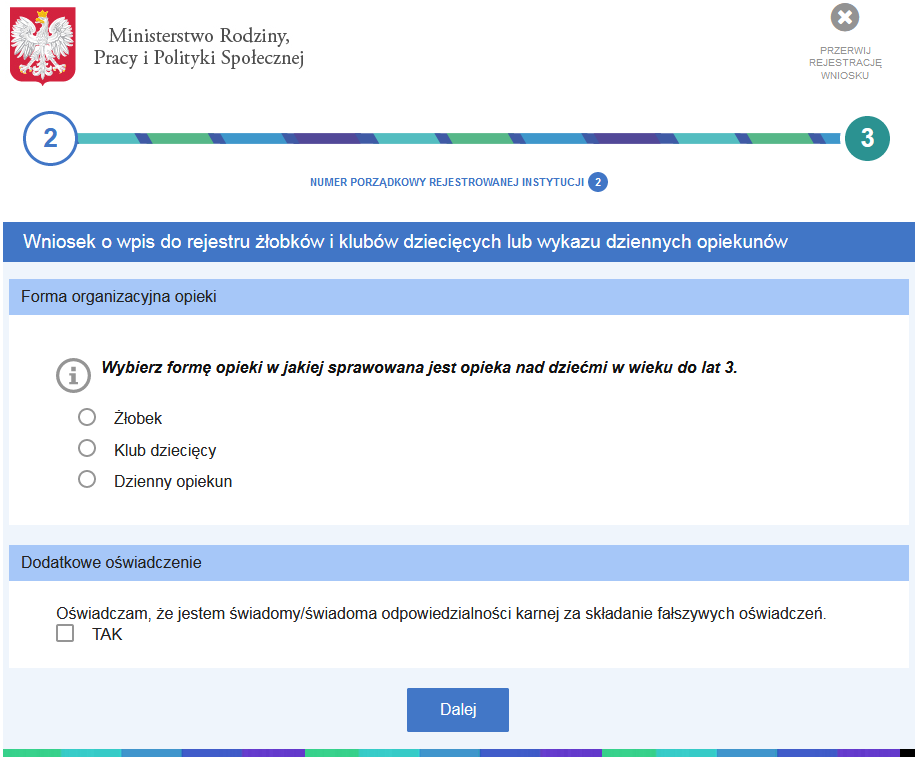 Ministerstwo Rodziny,
Pracy i Polityki Społecznej
PRZERWIJ
REJESTRACJĘ
WNIOSKU
2
3
NUMER PORZĄDKOWY REJESTROWANEJ INSTYTUCJI 2
Wniosek o wpis do rejestru żłobków i klubów dziecięcych lub wykazu dziennych opiekunów
Forma organizacyjna opieki
Wybierz formę opieki w jakiej sprawowana jest opieka nad dziećmi w wieku do lat 3.
Żłobek
Klub dziecięcy
Dzienny opiekun
Dodatkowe oświadczenie
Oświadczam, że jestem świadomy/świadoma odpowiedzialności karnej za składanie fałszywych oświadczeń.
TAK
Dalej